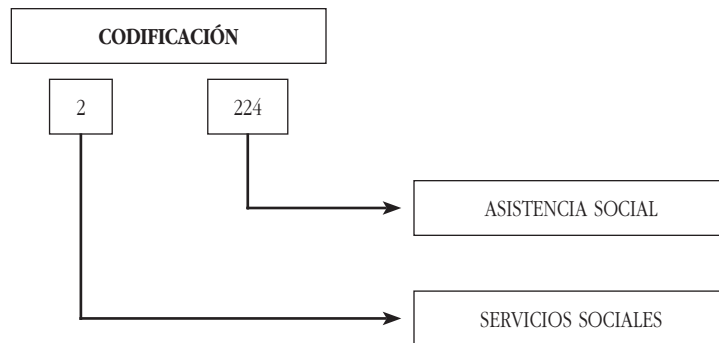 CODIFICACIÓN
2
224
ASISTENCIA SOCIAL
SERVICIOS SOCIALES